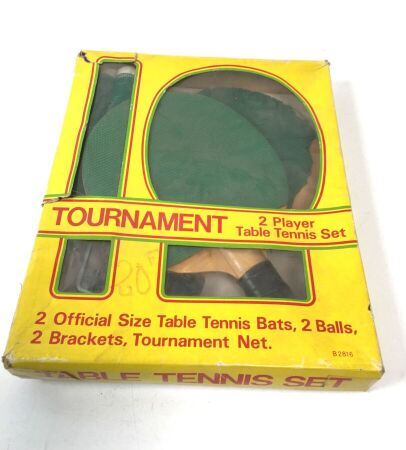 TOURNAMENT
2 Player
Table Tennis Set
2 Official Size Table Tennis Bats, 2 Balls,
2 Brackets, Tournament Net.
B2816
TABLE TENNIS SET